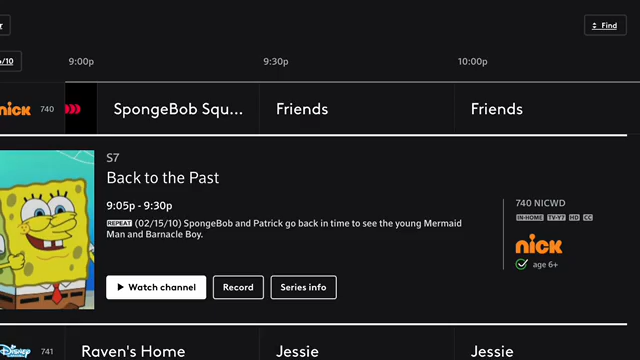 Find
/10
9:00p 9:30p 10:00p
nick 740 SpongeBob Squ... Friends Friends
S7
Back to the Past
9:05p - 9:30p
REPEAT (02/15/10) SpongeBob and Patrick go back in time to see the young Mermaid
Man and Barnacle Boy.
740 NICWD
IN-HOME TV-Y7 HD CC
nick
age 6+
Watch channel Record Series info
Disney 741 Raven's Home Jessie Jessie